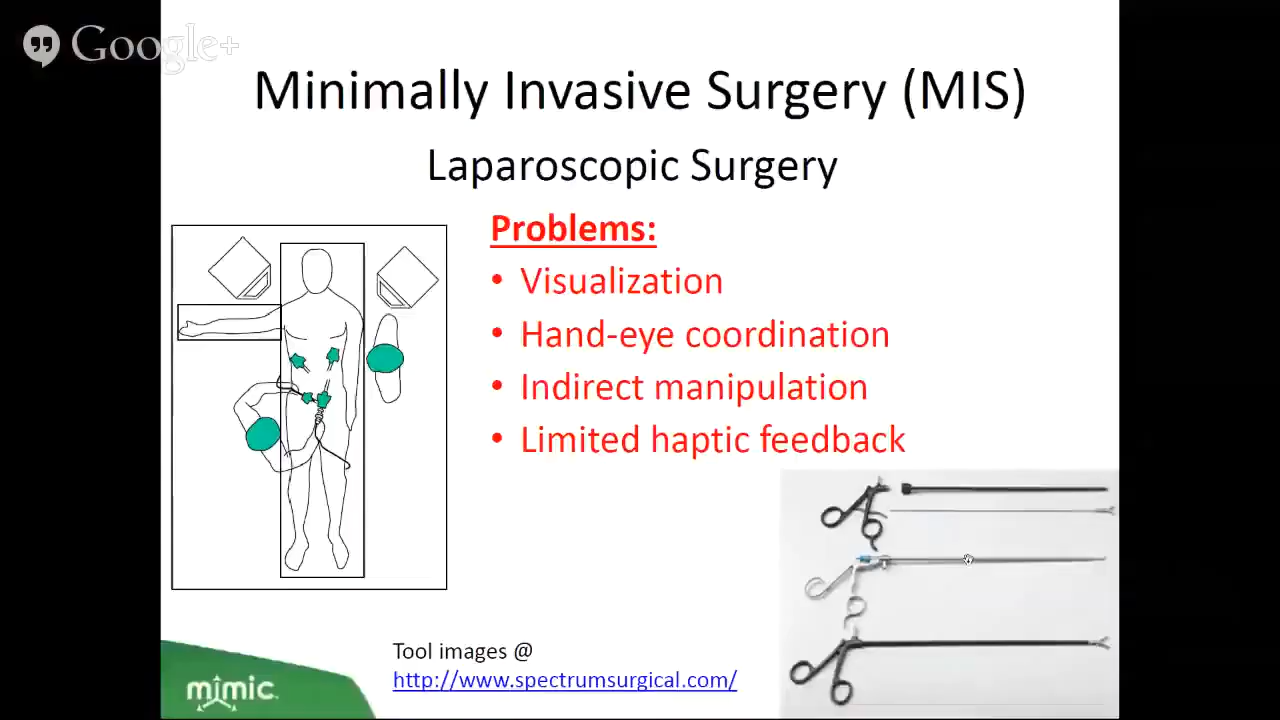 Google+
Minimally Invasive Surgery (MIS)
Laparoscopic Surgery
Problems:
• Visualization
• Hand-eye coordination
• Indirect manipulation
• Limited haptic feedback
Tool images @
http://www.spectrumsurgical.com/
mimic